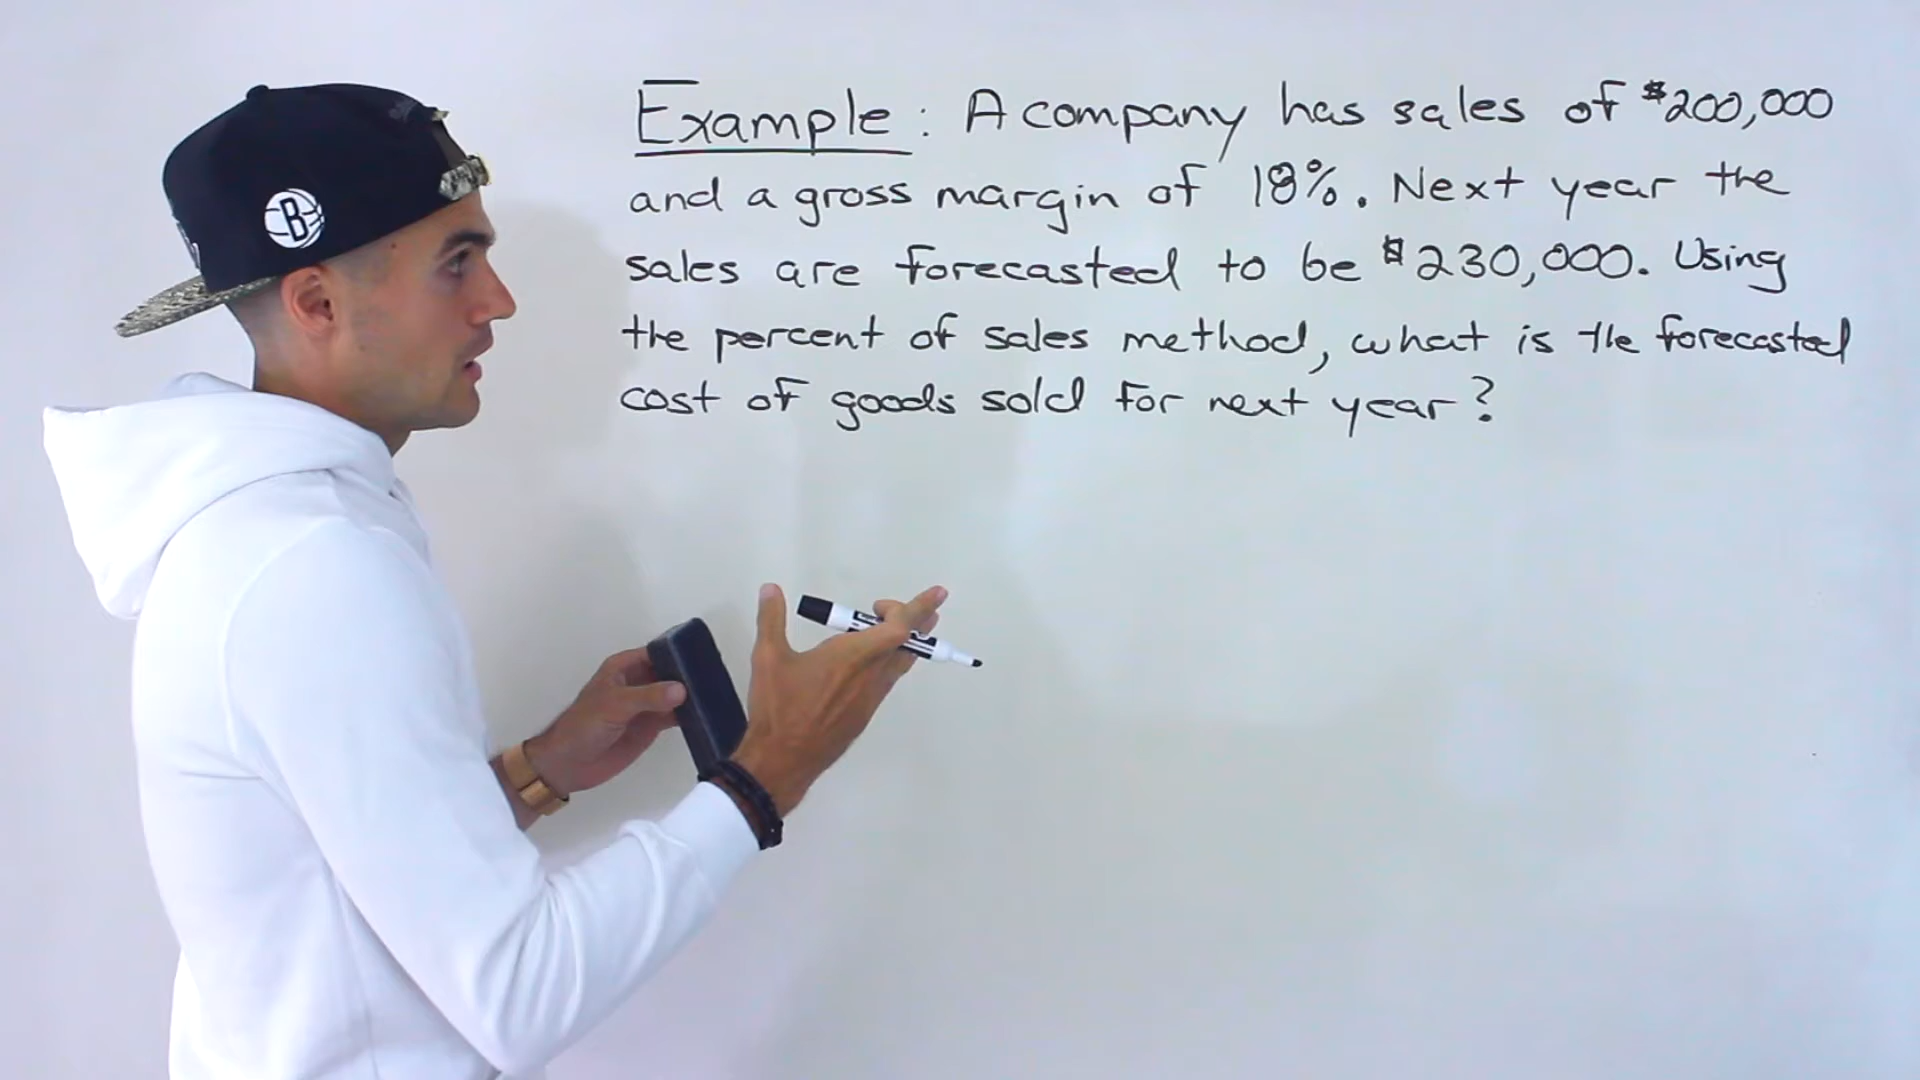 Example: A company has sales of $200,000
and a gross margin of 18%. Next year the
sales are forecasted to be $230,000. Using
the percent of sales method, what is the forecasted
cost of goods sold for next year?
B